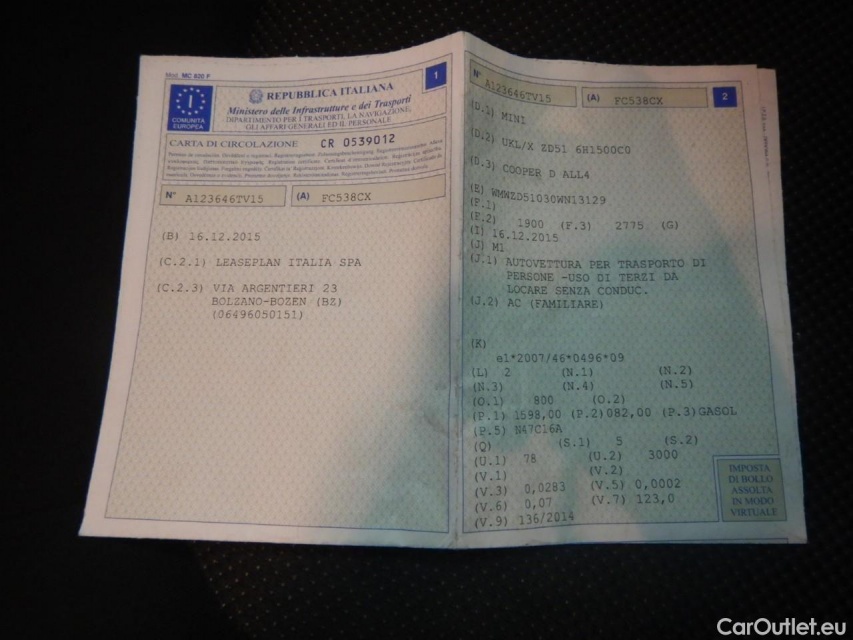 Mod. MC 820 F
1
I
COMUNITÀ
EUROPEA
REPUBBLICA ITALIANA
Ministero delle Infrastrutture e dei Trasporti
DIPARTIMENTO PER I TRASPORTI, LA NAVIGAZIONE,
GLI AFFARI GENERALI ED IL PERSONALE
CARTA DI CIRCOLAZIONE CR 0539012
N° A123646TV15 (A) FC538CX
(B) 16.12.2015
(C.2.1) LEASEPLAN ITALIA SPA
(C.2.3) VIA ARGENTIERI 23
BOLZANO-BOZEN (BZ)
(06496050151)
N° A123646TV15 (A) FC538CX 2
(D.1) MINI
(D.2) UKL/X ZD51 6H1500C0
(D.3) COOPER D ALL4
(E) WMWZD51030WN13129
(F.1)
(F.2) 1900 (F.3) 2775 (G)
(I) 16.12.2015
(J) M1
(J.1) AUTOVETTURA PER TRASPORTO DI
PERSONE -USO DI TERZI DA
LOCARE SENZA CONDUC.
(J.2) AC (FAMILIARE)
(K)
e1*2007/46*0496*09
(L) 2 (N.1) (N.2)
(N.3) (N.4) (N.5)
(O.1) 800 (O.2)
(P.1) 1598,00 (P.2)082,00 (P.3)GASOL
(P.5) N47C16A
(Q) (S.1) 5 (S.2)
(U.1) 78 (U.2) 3000
(V.1) (V.2)
(V.3) 0,0283 (V.5) 0,0002
(V.6) 0,07 (V.7) 123,0
(V.9) 136/2014
IMPOSTA
DI BOLLO
ASSOLTA
IN MODO
VIRTUALE
CarOutlet.eu